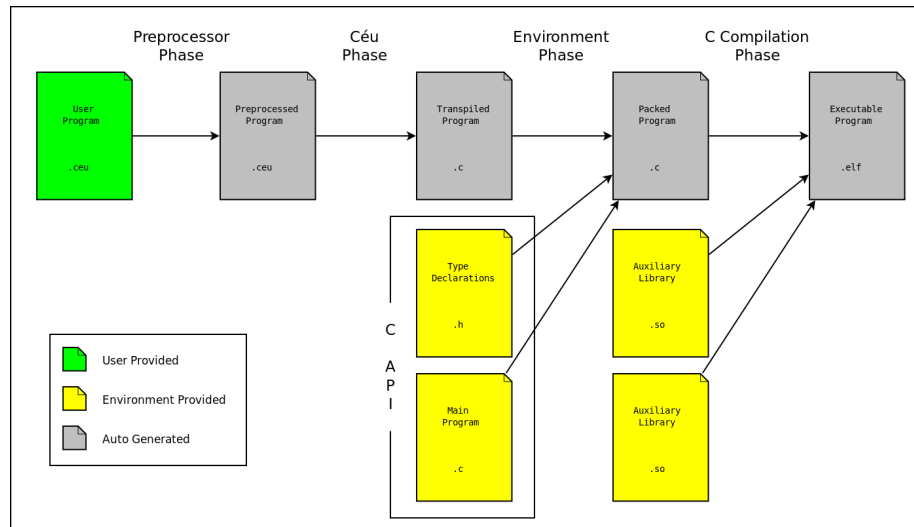 Preprocessor
Phase
Céu
Phase
Environment
Phase
C Compilation
Phase
User
Program
.ceu
Preprocessed
Program
.ceu
Transpiled
Program
.c
Packed
Program
.c
Executable
Program
.elf
C API
Type
Declarations
.h
Auxiliary
Library
.so
Main
Program
.c
Auxiliary
Library
.so
User Provided
Environment Provided
Auto Generated